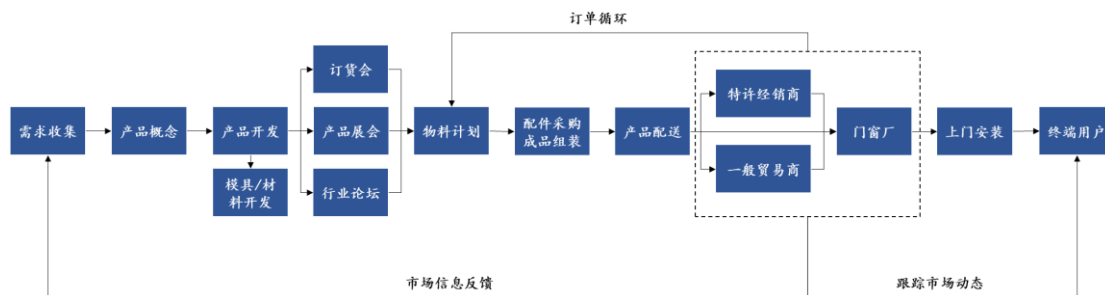 订单循环
订货会
特许经销商
需求收集
产品概念
产品开发
产品展会
物料计划
配件采购
成品组装
产品配送
门窗厂
上门安装
终端用户
模具/材
料开发
行业论坛
一般贸易商
市场信息反馈
跟踪市场动态